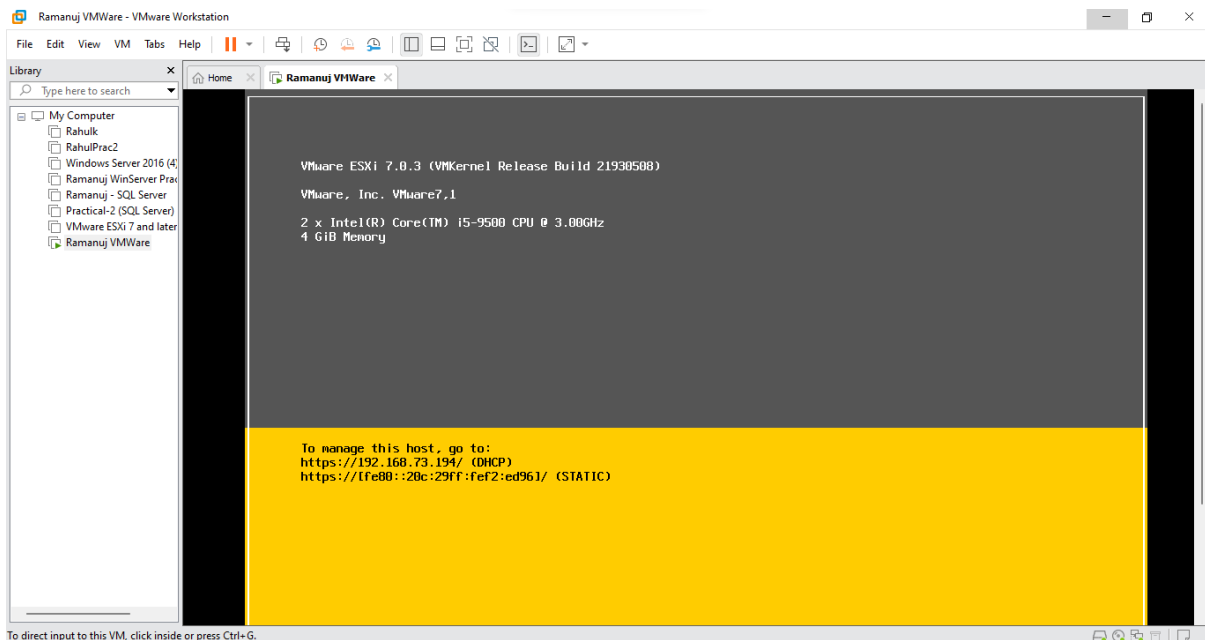 Ramanuj VMWare - VMware Workstation
File Edit View VM Tabs Help
Library
Type here to search
My Computer
Rahulk
RahulPrac2
Windows Server 2016 (4)
Ramanuj WinServer Prac
Ramanuj - SQL Server
Practical-2 (SQL Server)
VMware ESXi 7 and later
Ramanuj VMWare
Home
Ramanuj VMWare
VMware ESXi 7.0.3 (VMKernel Release Build 21930508)
VMware, Inc. VMware7,1
2 x Intel(R) Core(TM) i5-9500 CPU @ 3.00GHz
4 GiB Memory
To manage this host, go to:
https://192.168.73.194/ (DHCP)
https://[fe80::20c:29ff:fef2:ed96]/ (STATIC)
To direct input to this VM, click inside or press Ctrl+G.